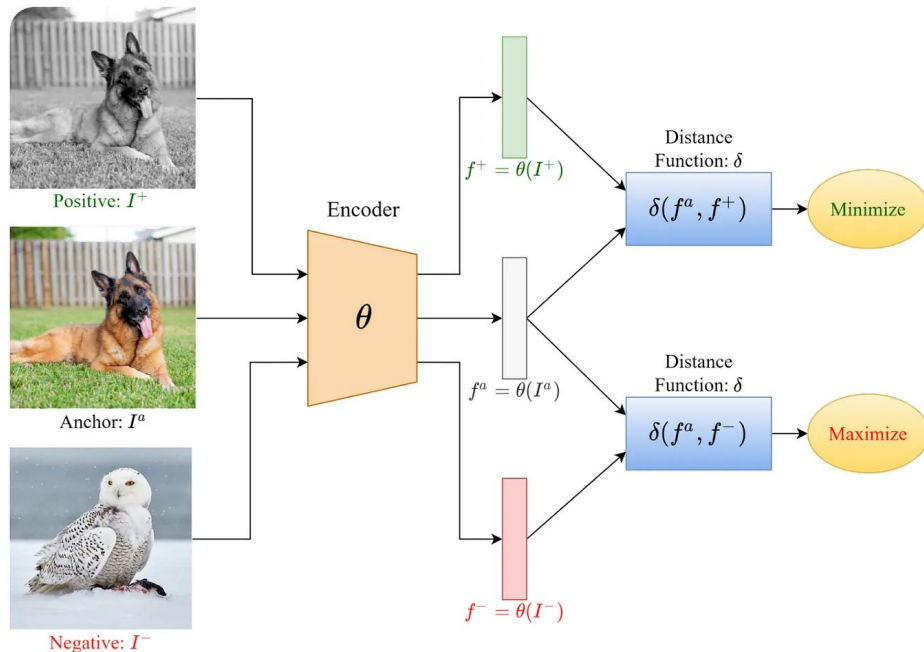 Positive: I⁺
Anchor: Iᵃ
Negative: I⁻
Encoder
θ
f⁺ = θ(I⁺)
fᵃ = θ(Iᵃ)
f⁻ = θ(I⁻)
Distance
Function: δ
δ(fᵃ, f⁺)
Minimize
Distance
Function: δ
δ(fᵃ, f⁻)
Maximize